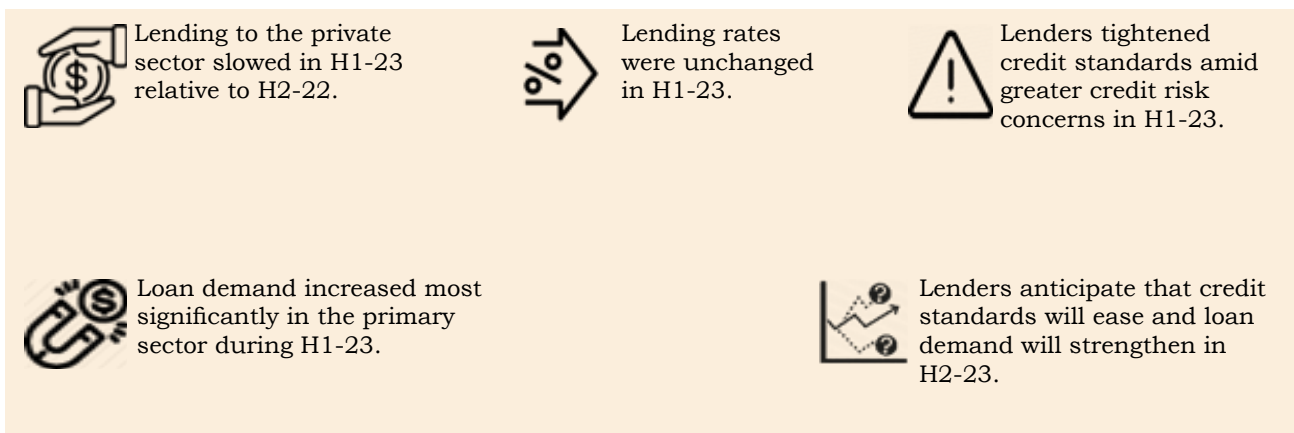 Lending to the private
sector slowed in H1-23
relative to H2-22.
Lending rates
were unchanged
in H1-23.
Lenders tightened
credit standards amid
greater credit risk
concerns in H1-23.
Loan demand increased most
significantly in the primary
sector during H1-23.
Lenders anticipate that credit
standards will ease and loan
demand will strengthen in
H2-23.